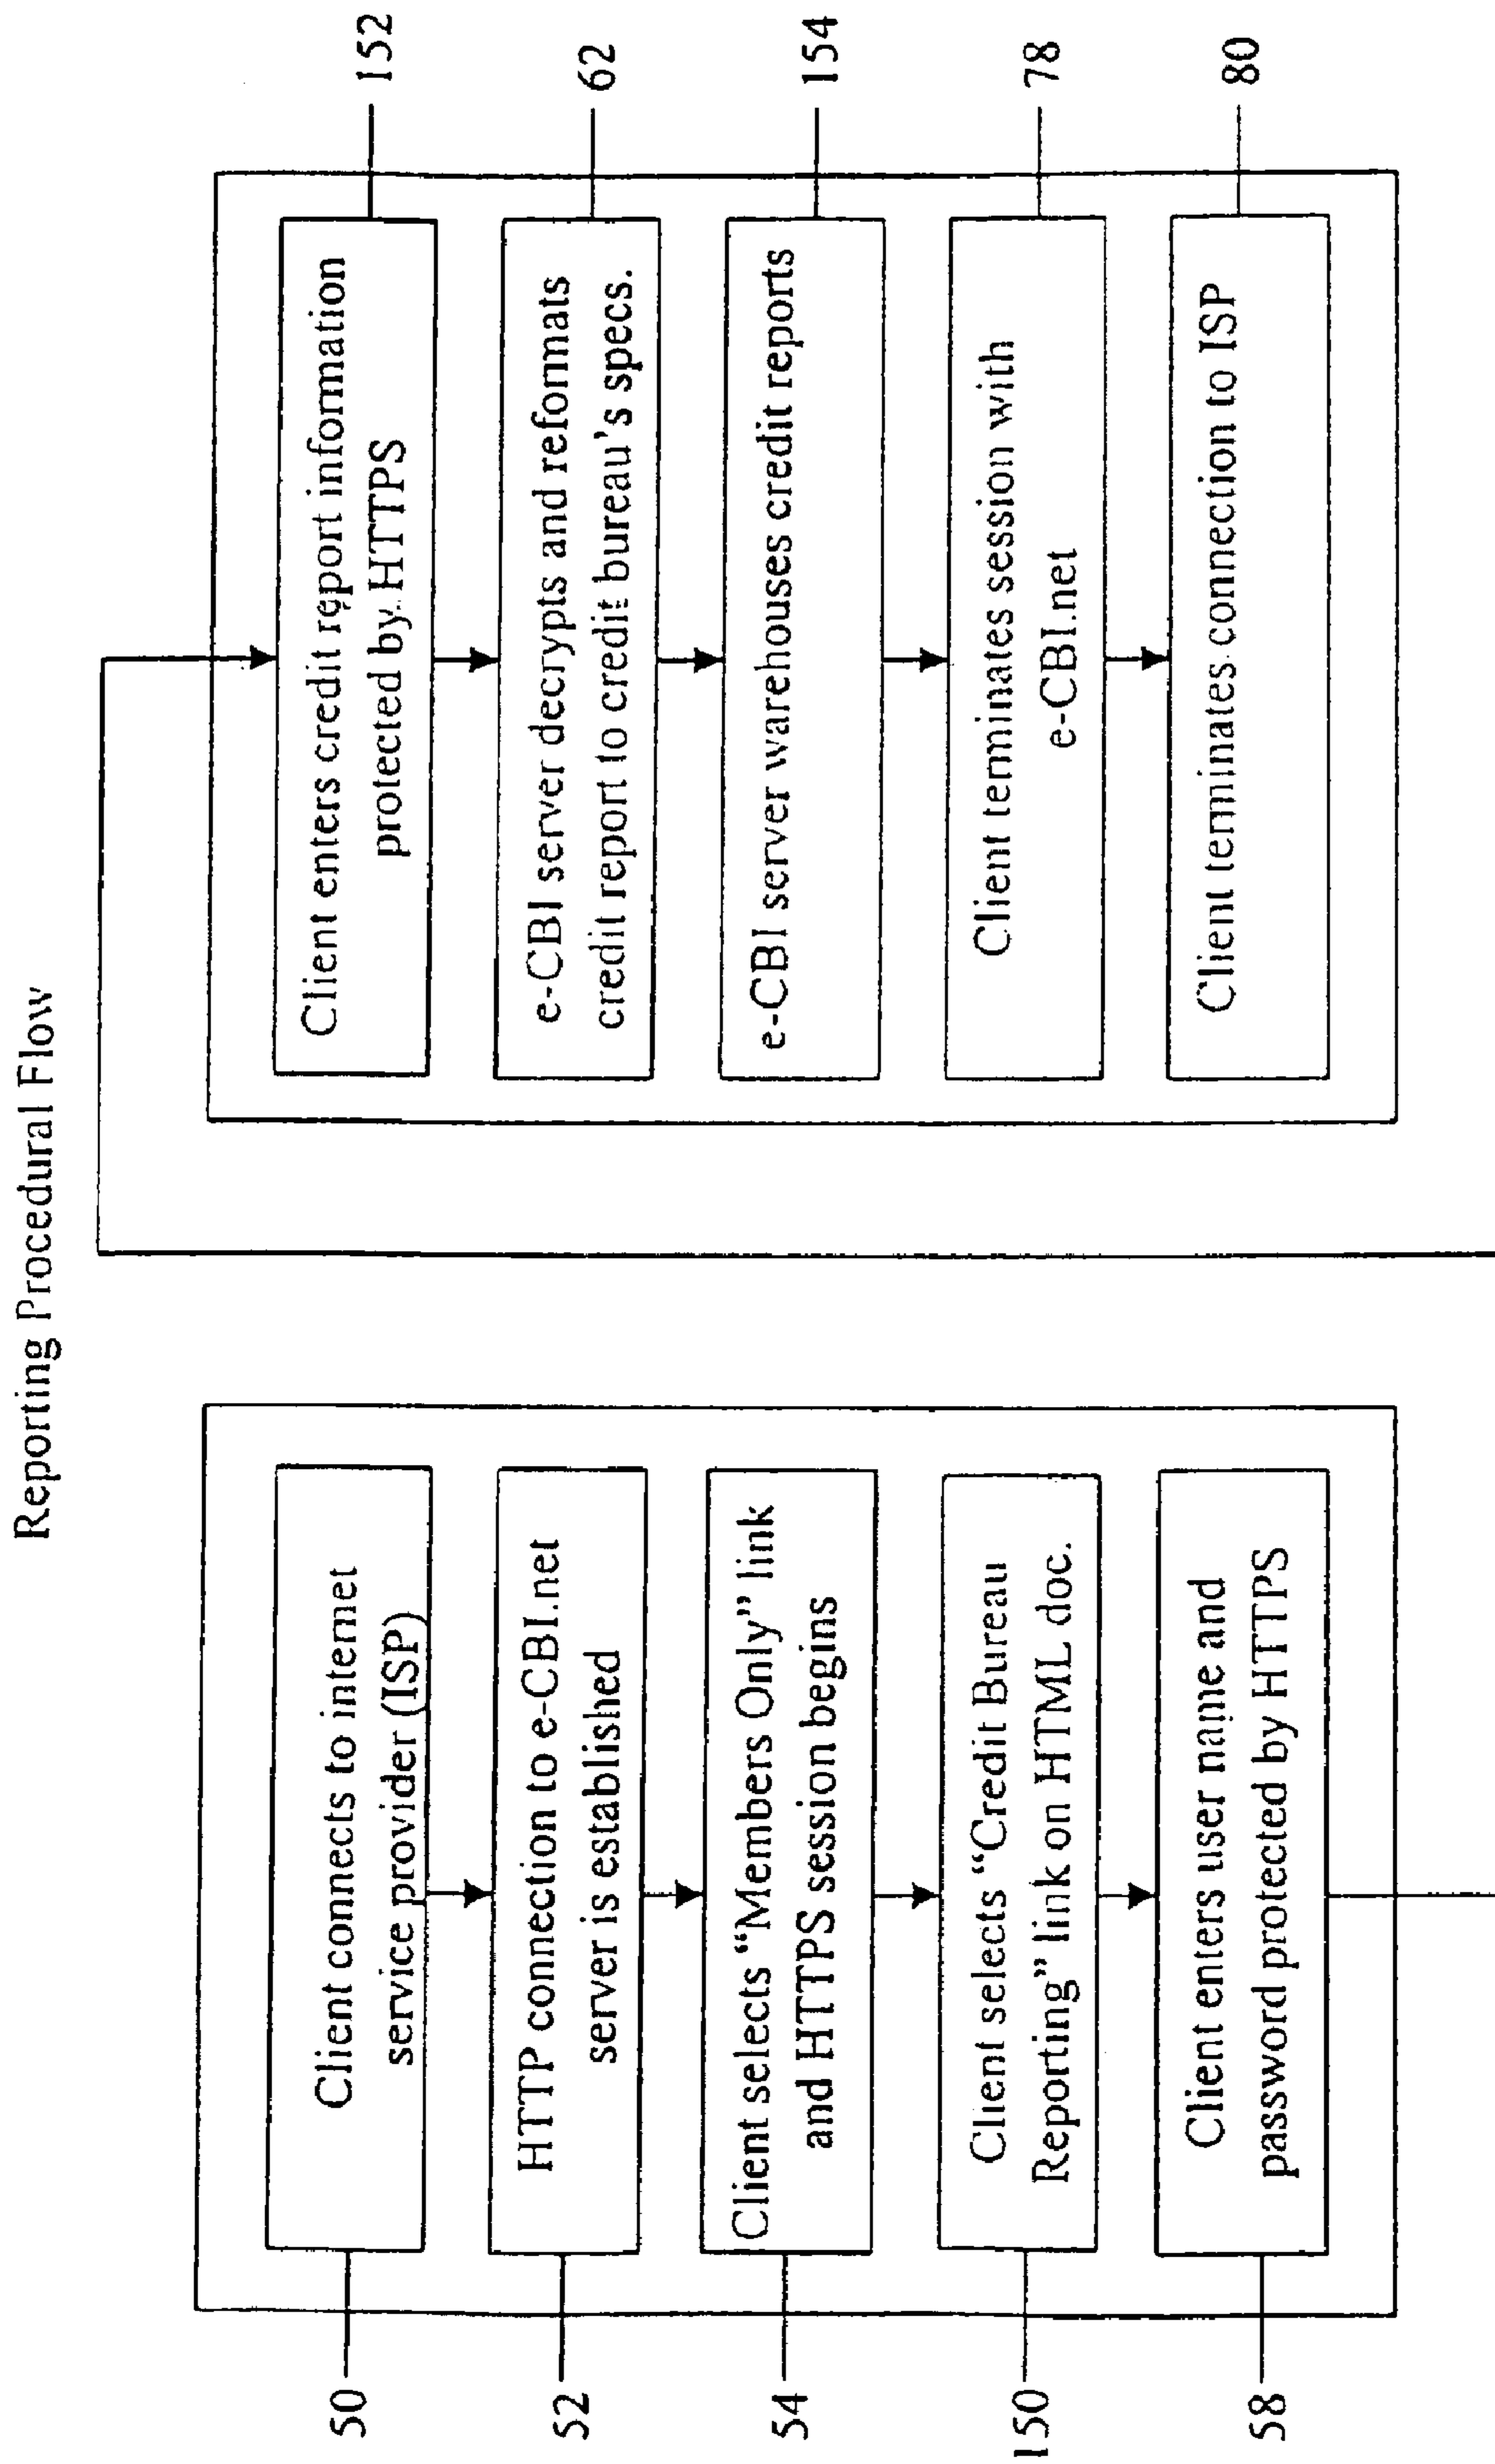 Reporting Procedural Flow
50
Client connects to internet
service provider (ISP)
52
HTTP connection to e-CBI.net
server is established
54
Client selects “Members Only” link
and HTTPS session begins
150
Client selects “Credit Bureau
Reporting” link on HTML doc.
58
Client enters user name and
password protected by HTTPS
Client enters credit report information
protected by HTTPS
152
e-CBI server decrypts and reformats
credit report to credit bureau's specs.
62
e-CBI server warehouses credit reports
154
Client terminates session with
e-CBI.net
78
Client terminates connection to ISP
80